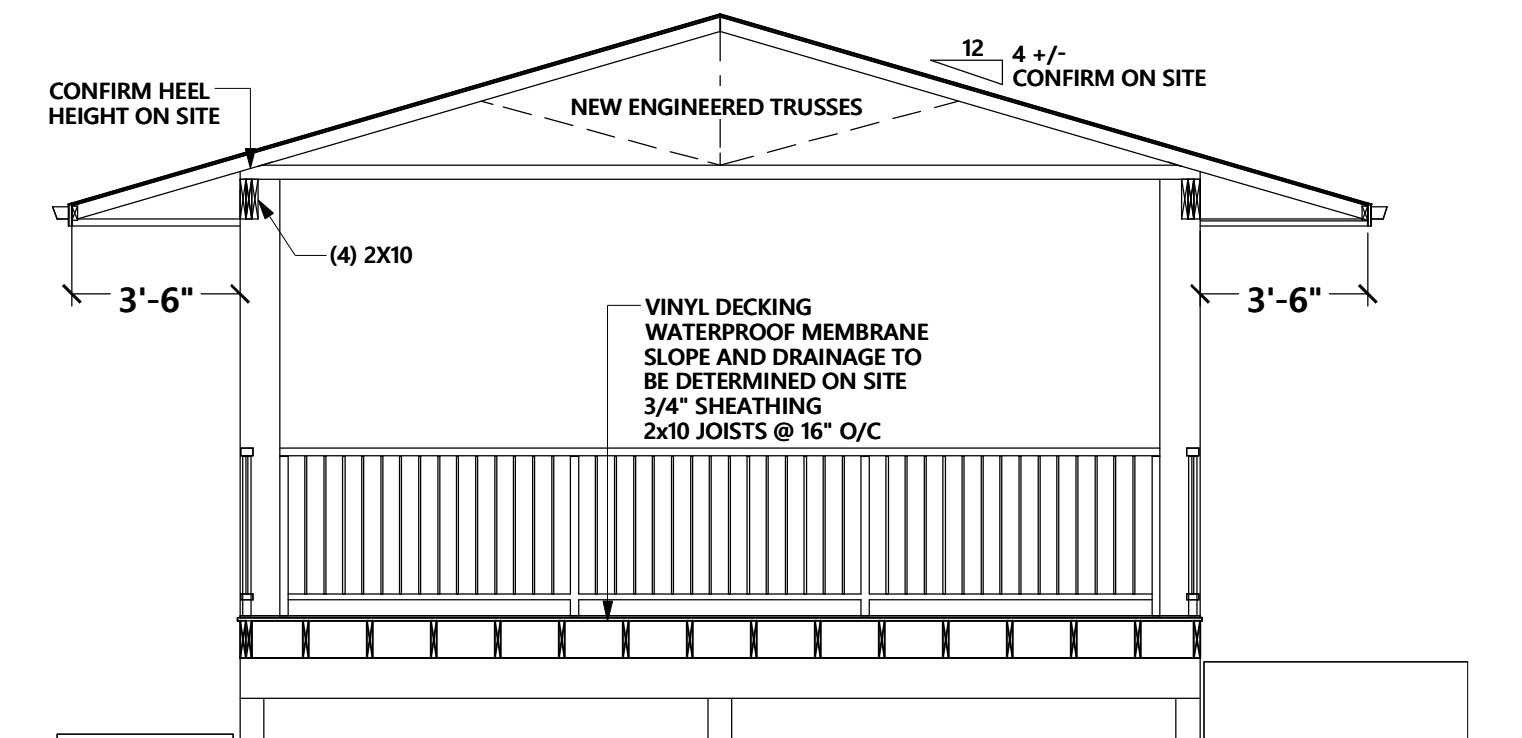 12
4 +/-
CONFIRM ON SITE
CONFIRM HEEL
HEIGHT ON SITE
NEW ENGINEERED TRUSSES
(4) 2X10
3'-6"
3'-6"
VINYL DECKING
WATERPROOF MEMBRANE
SLOPE AND DRAINAGE TO
BE DETERMINED ON SITE
3/4" SHEATHING
2x10 JOISTS @ 16" O/C